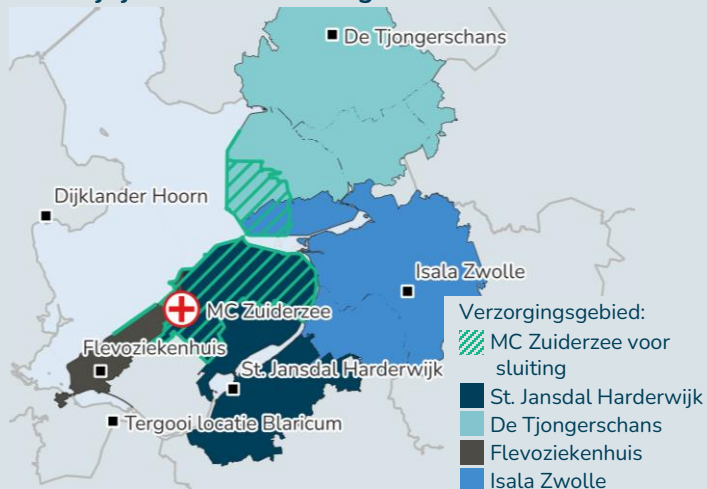 De Tjongerschans
Dijklander Hoorn
Isala Zwolle
MC Zuiderzee
Flevoziekenhuis
St. Jansdal Harderwijk
Tergooi locatie Blaricum
Verzorgingsgebied:
MC Zuiderzee voor
sluiting
St. Jansdal Harderwijk
De Tjongerschans
Flevoziekenhuis
Isala Zwolle